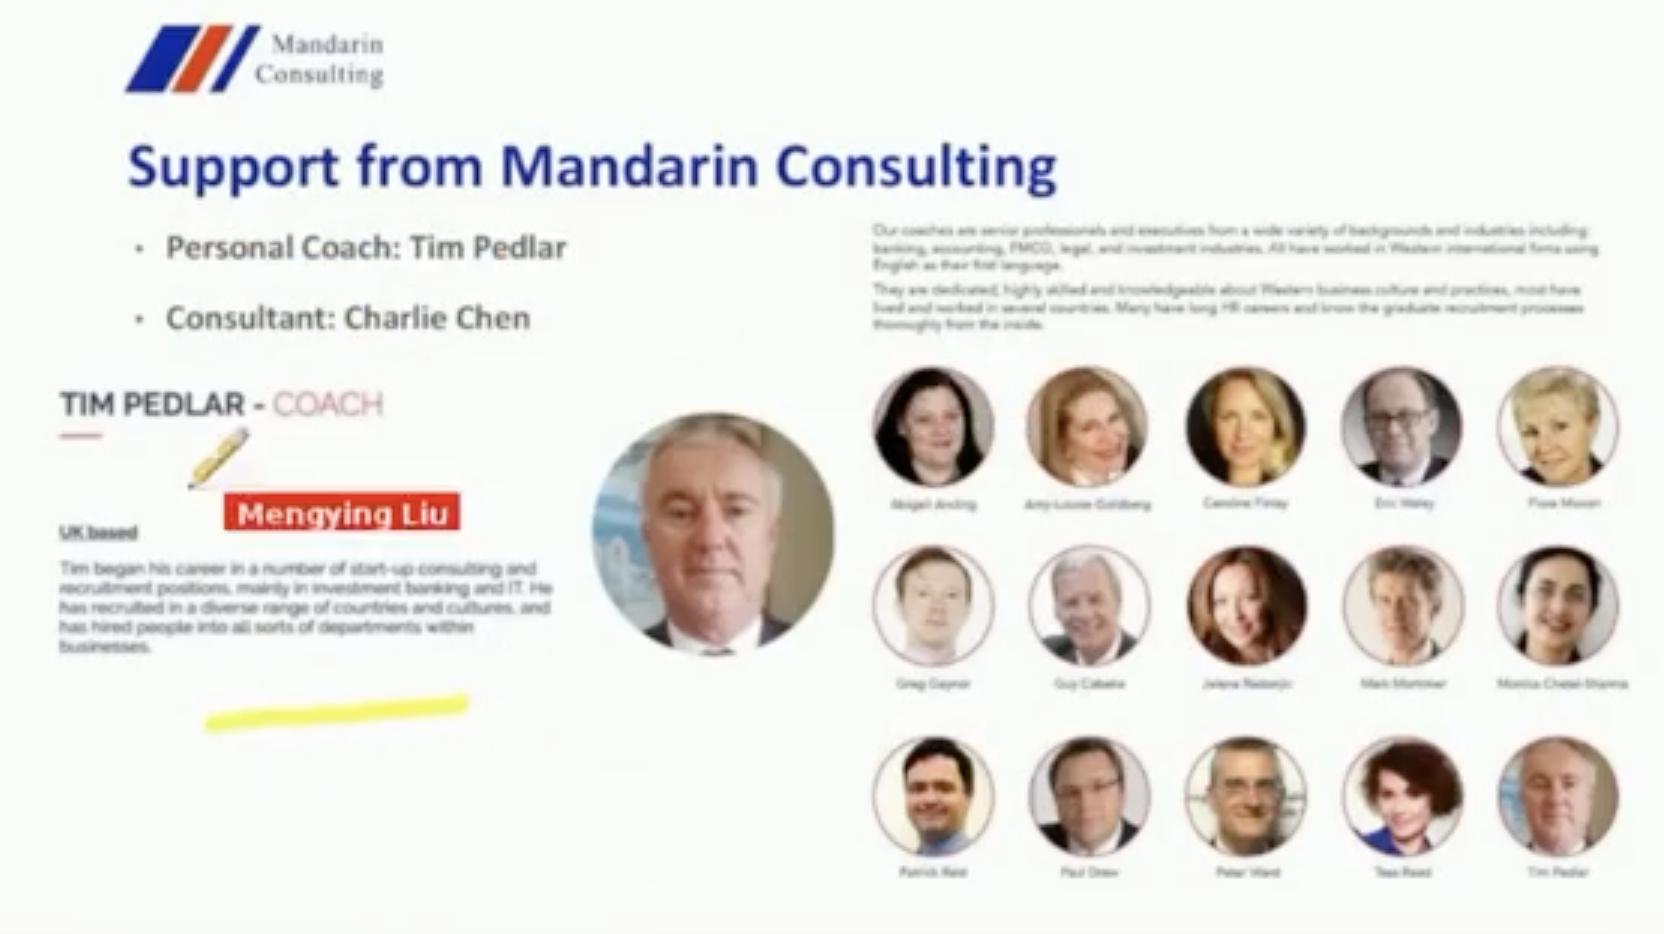 Mandarin
Consulting
Support from Mandarin Consulting
• Personal Coach: Tim Pedlar
• Consultant: Charlie Chen
TIM PEDLAR - COACH
Mengying Liu
UK based
Tim began his career in a number of start-up consulting and
recruitment positions, mainly in investment banking and IT. He
has recruited in a diverse range of countries and cultures, and
has hired people into all sorts of departments within
businesses.
Our coaches are senior professionals and executives from a wide variety of backgrounds and industries including:
banking, accounting, FMCG, legal, and investment industries. All have worked in Western international firms using
English as their first language.
They are dedicated, highly skilled and knowledgeable about Western business culture and practices, most have
lived and worked in several countries. Many have long HR careers and know the graduate recruitment processes
thoroughly from the inside.
Abigail
Amy-Louise Goldberg
Caroline
Eric
Fiona
Greg Gaynor
Guy
Jelena
Mark Mortimer
Monica
Patrick Reid
Paul Drew
Peter Ward
Tess Reed
Tim Pedlar